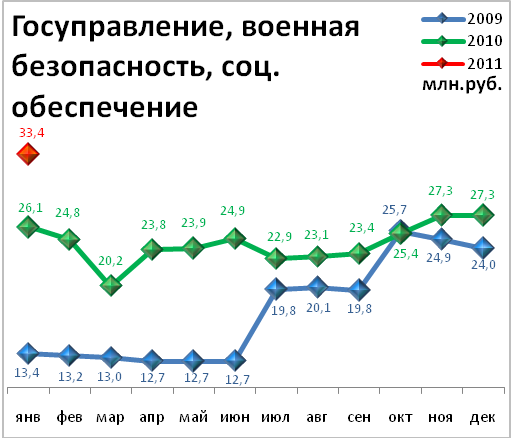 Госуправление, военная
безопасность, соц.
обеспечение
2009
2010
2011
млн.руб.
33,4
26,1 24,8 20,2 23,8 23,9 24,9 22,9 23,1 23,4 25,4 27,3 27,3
13,4 13,2 13,0 12,7 12,7 12,7 19,8 20,1 19,8 25,7 24,9 24,0
янв фев мар апр май июн июл авг сен окт ноя дек